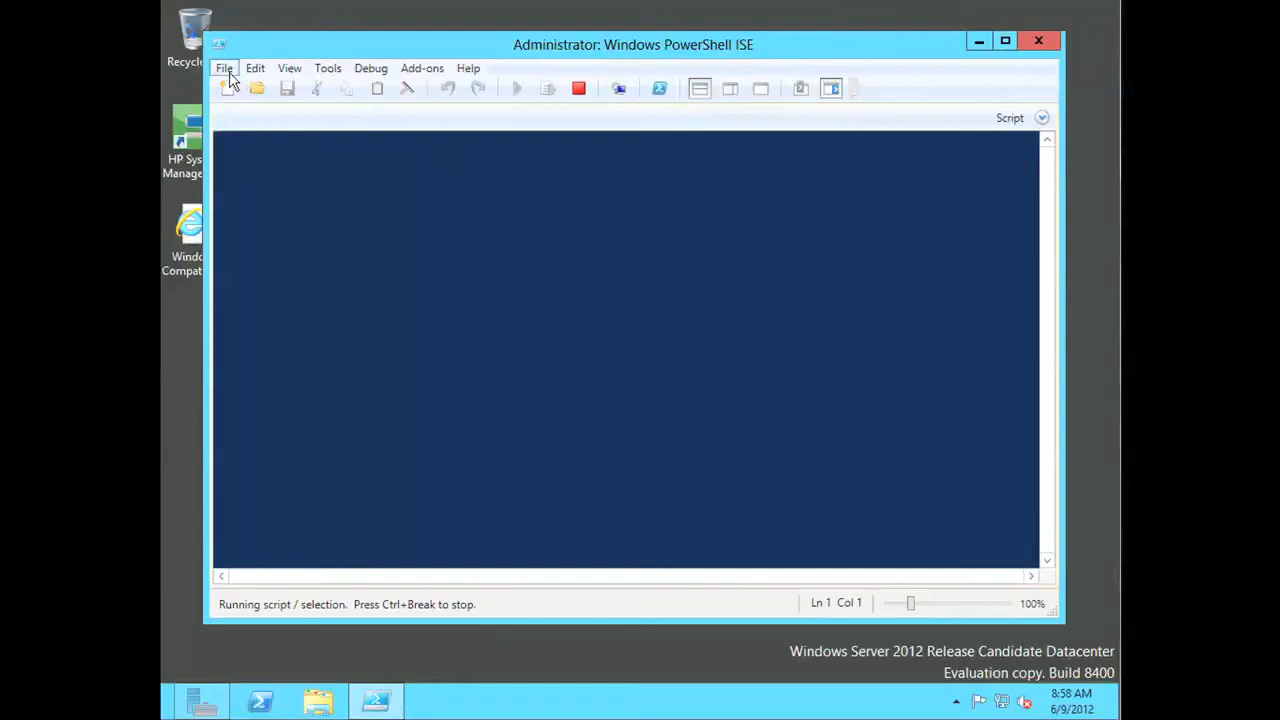 Recycle
Administrator: Windows PowerShell ISE
File Edit View Tools Debug Add-ons Help
Script
HP Sys
Manage
Windo
Compat
Running script / selection. Press Ctrl+Break to stop.
Ln 1 Col 1
100%
Windows Server 2012 Release Candidate Datacenter
Evaluation copy. Build 8400
8:58 AM
6/9/2012